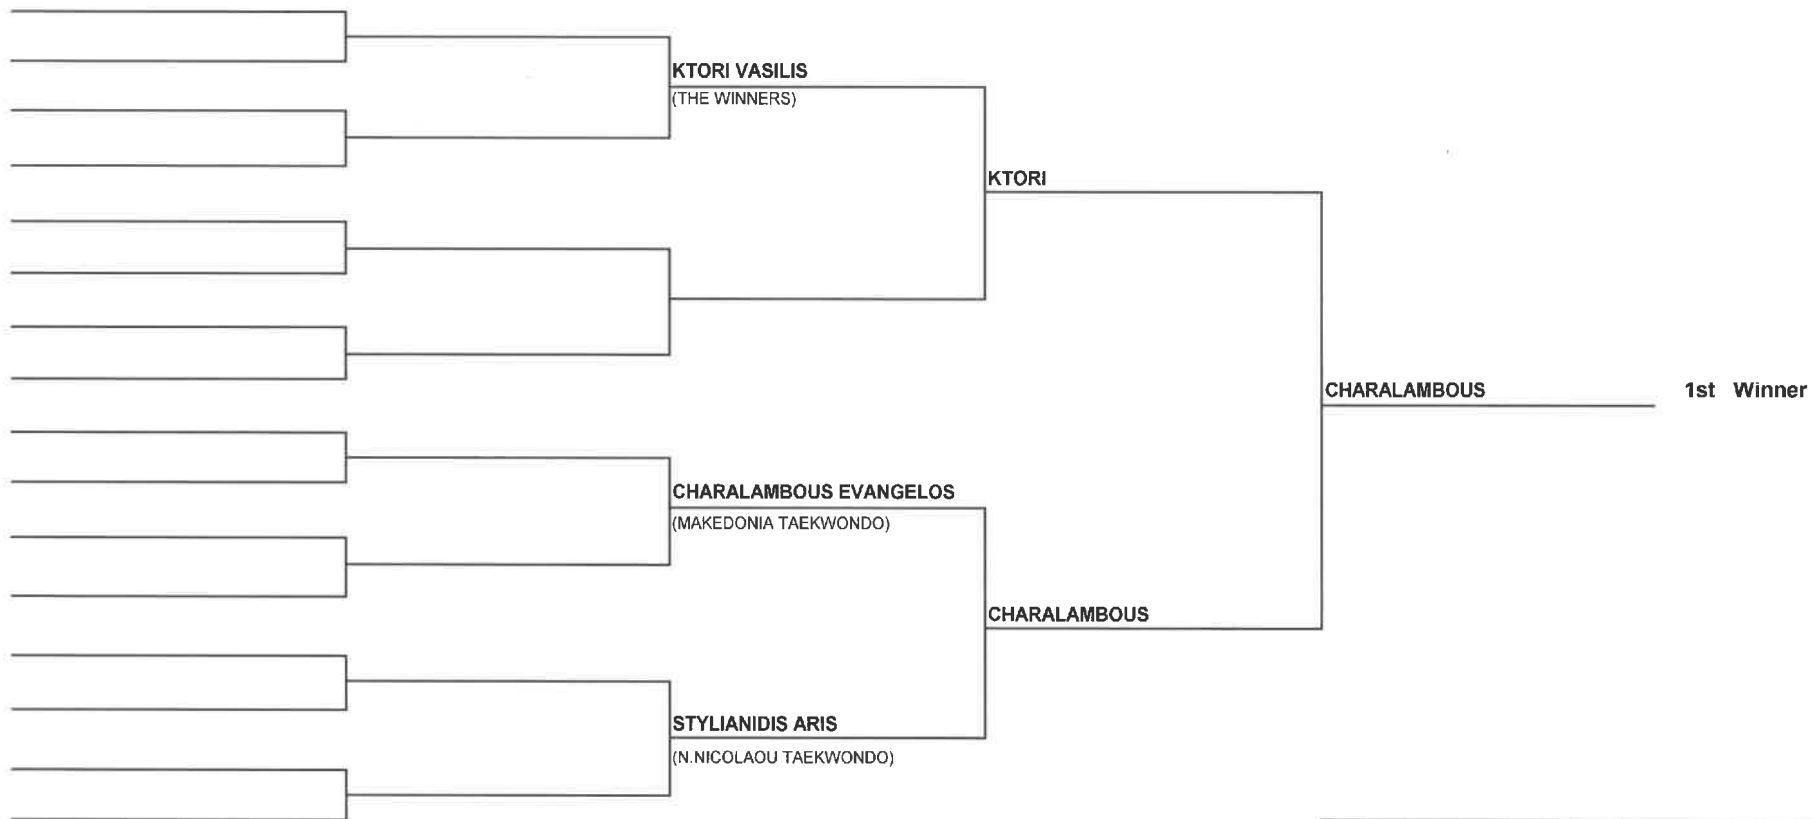 KTORI VASILIS
(THE WINNERS)
KTORI
CHARALAMBOUS
1st Winner
CHARALAMBOUS EVANGELOS
(MAKEDONIA TAEKWONDO)
CHARALAMBOUS
STYLIANIDIS ARIS
(N.NICOLAOU TAEKWONDO)